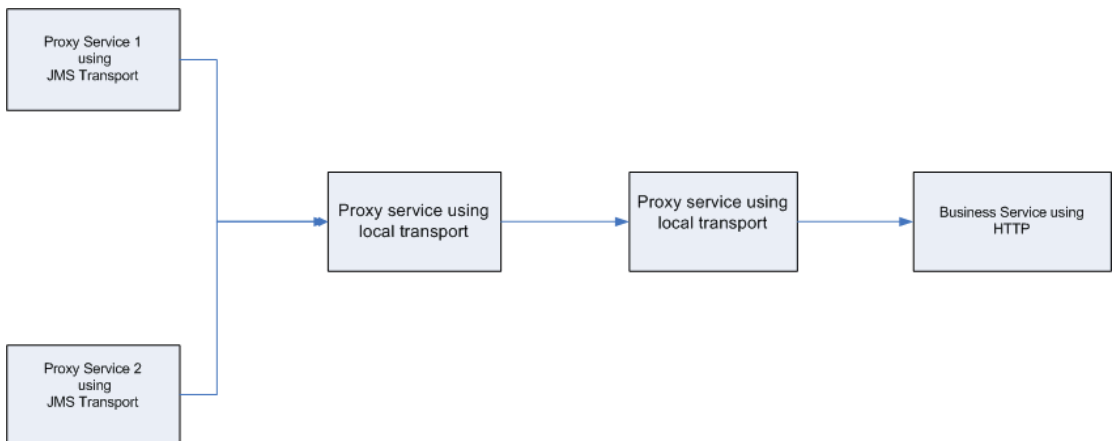 Proxy Service 1
using
JMS Transport
Proxy service using
local transport
Proxy service using
local transport
Business Service using
HTTP
Proxy Service 2
using
JMS Transport